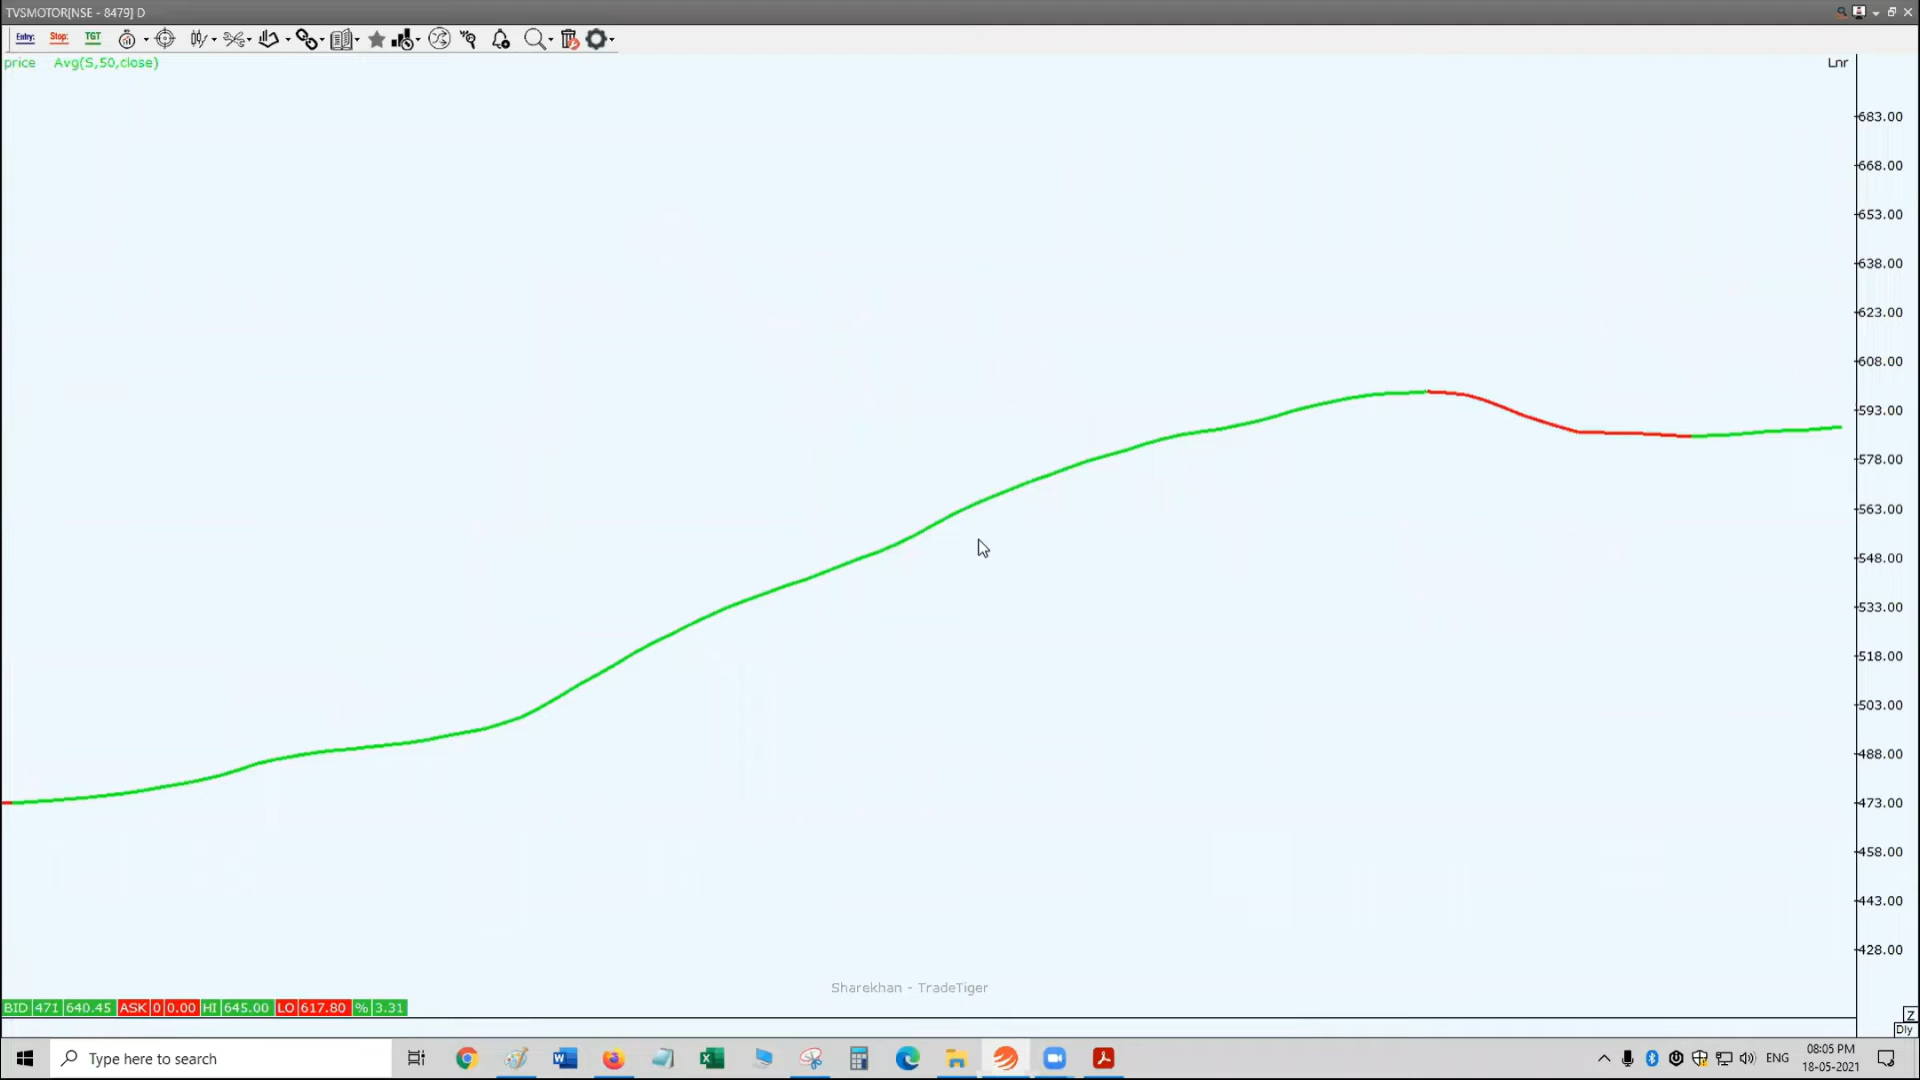 TVSMOTOR[NSE - 8479] D
Entry: Stop: TGT
price Avg(S,50,close)
Lnr
683.00
668.00
653.00
638.00
623.00
608.00
593.00
578.00
563.00
548.00
533.00
518.00
503.00
488.00
473.00
458.00
443.00
428.00
Sharekhan - TradeTiger
BID 471 640.45 ASK 0 0.00 HI 645.00 LO 617.80 % 3.31
Z
Dly
Type here to search
ENG
08:05 PM
18-05-2021